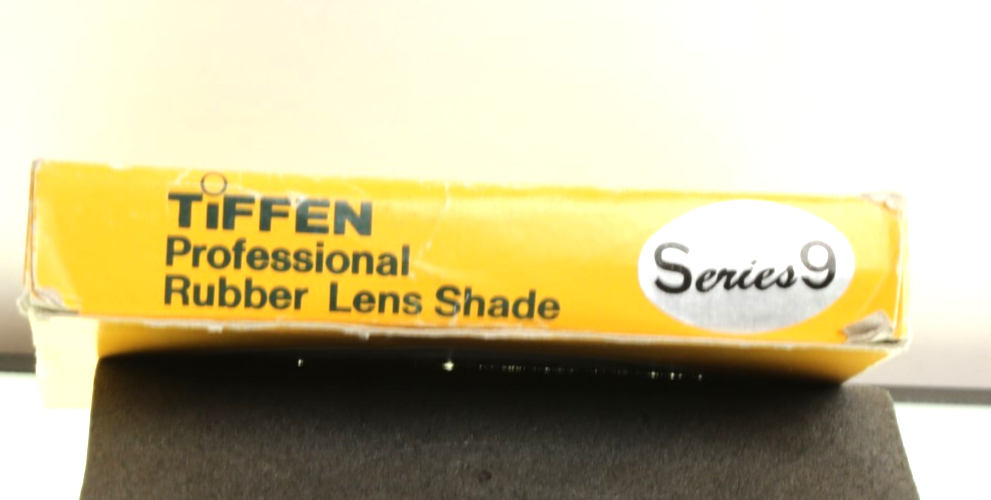 TiFFEN
Professional
Rubber Lens Shade
Series 9